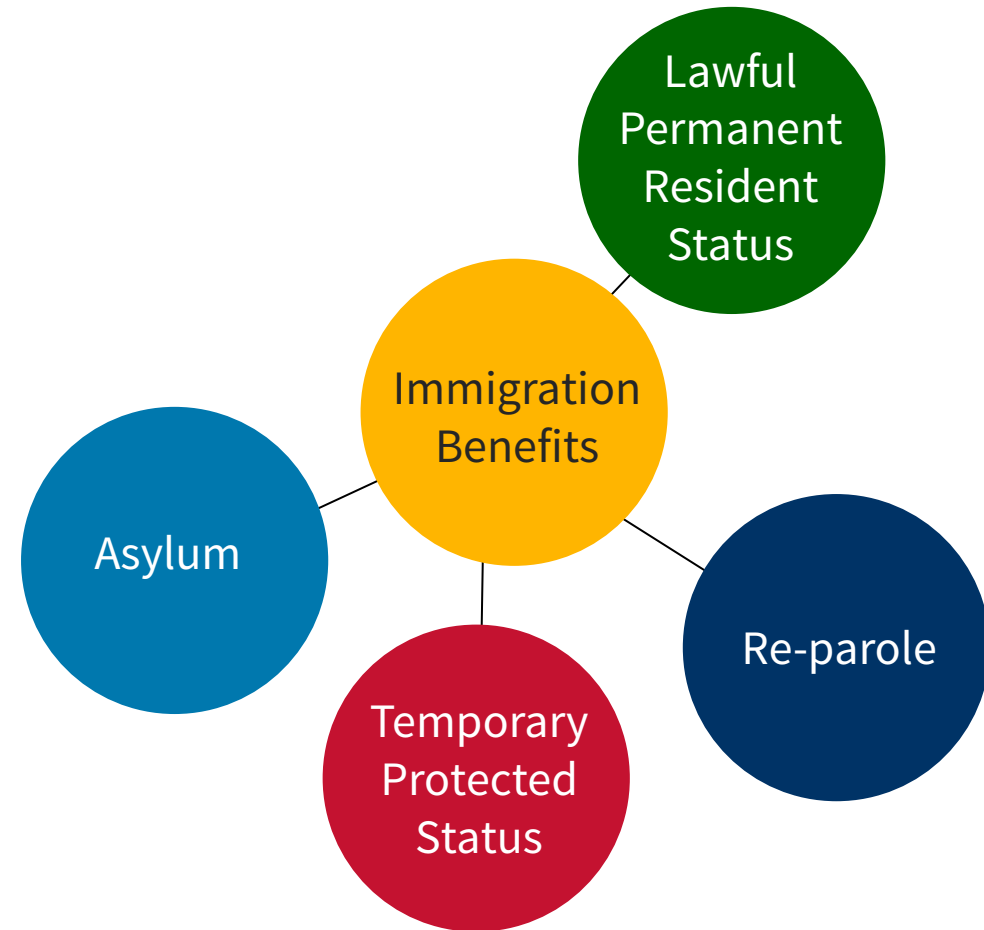 Lawful
Permanent
Resident
Status
Immigration
Benefits
Asylum
Re-parole
Temporary
Protected
Status